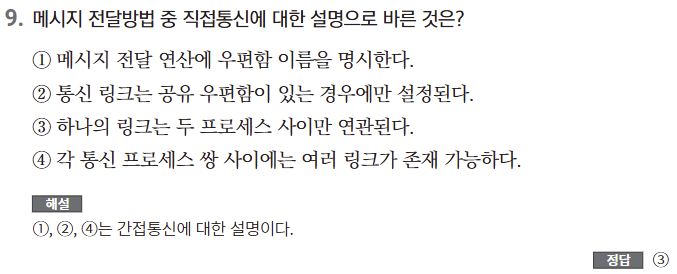 9. 메시지 전달방법 중 직접통신에 대한 설명으로 바른 것은?
① 메시지 전달 연산에 우편함 이름을 명시한다.
② 통신 링크는 공유 우편함이 있는 경우에만 설정된다.
③ 하나의 링크는 두 프로세스 사이만 연관된다.
④ 각 통신 프로세스 쌍 사이에는 여러 링크가 존재 가능하다.
해설
①, ②, ④는 간접통신에 대한 설명이다.
정답 ③